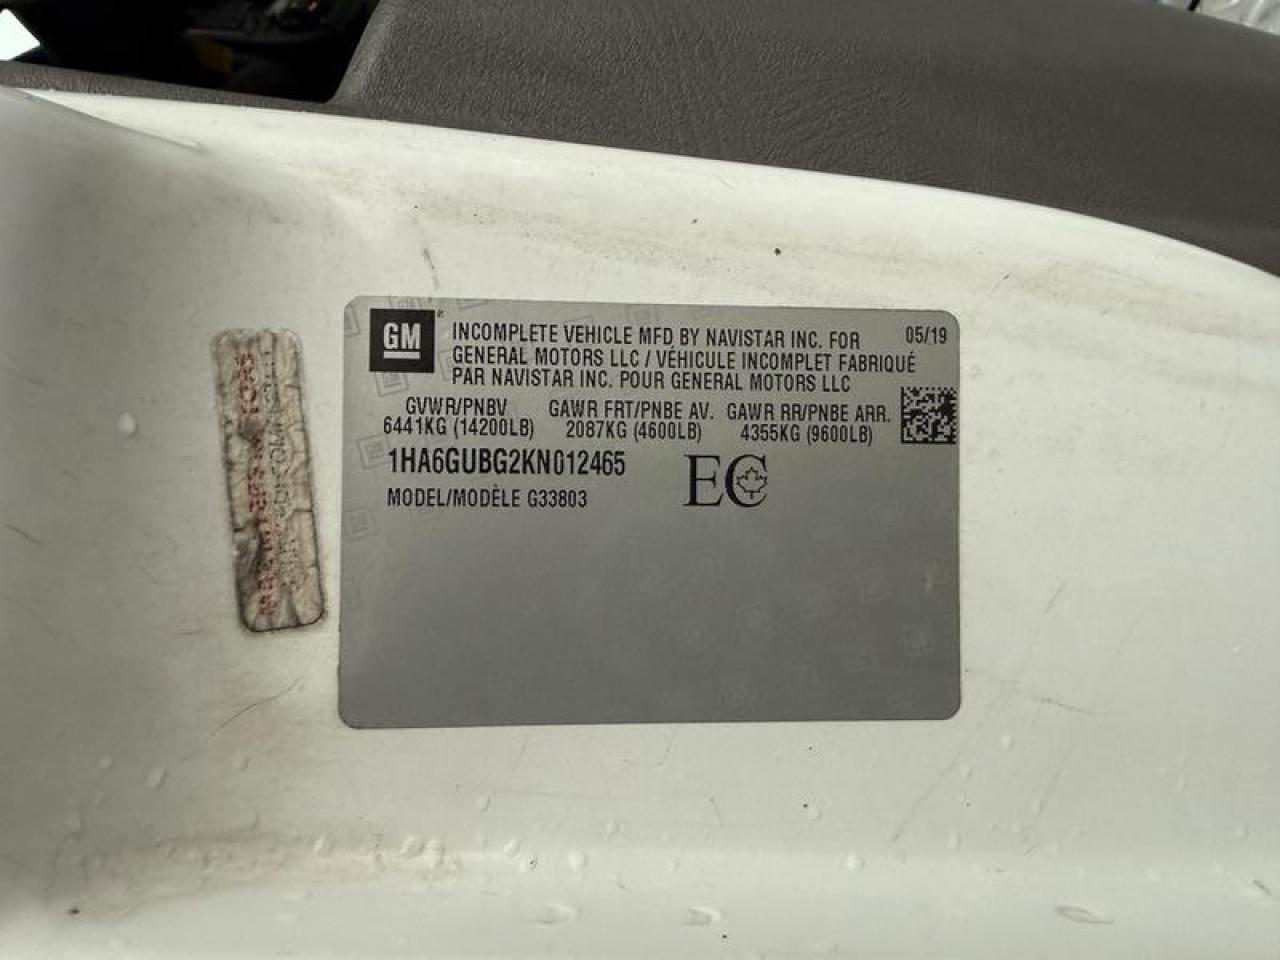 GM
INCOMPLETE VEHICLE MFD BY NAVISTAR INC. FOR 05/19
GENERAL MOTORS LLC / VÉHICULE INCOMPLET FABRIQUÉ
PAR NAVISTAR INC. POUR GENERAL MOTORS LLC
GVWR/PNBV GAWR FRT/PNBE AV. GAWR RR/PNBE ARR.
6441KG (14200LB) 2087KG (4600LB) 4355KG (9600LB)
1HA6GUBG2KN012465 EC
MODEL/MODÈLE G33803